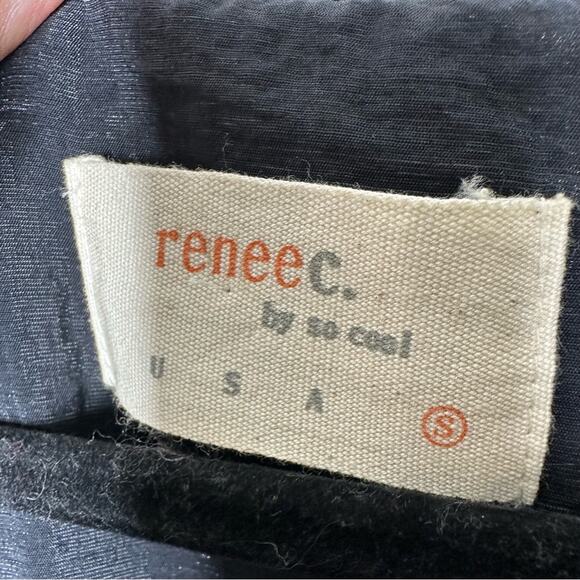 reneeC.
by so cool
U S A
S